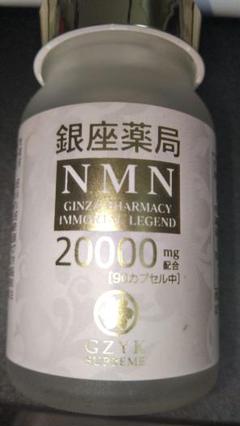 銀座薬局
NMN
GINZA PHARMACY
IMMORTAL LEGEND
20000mg
配合
[90カプセル中]
GZYK
SUPREME